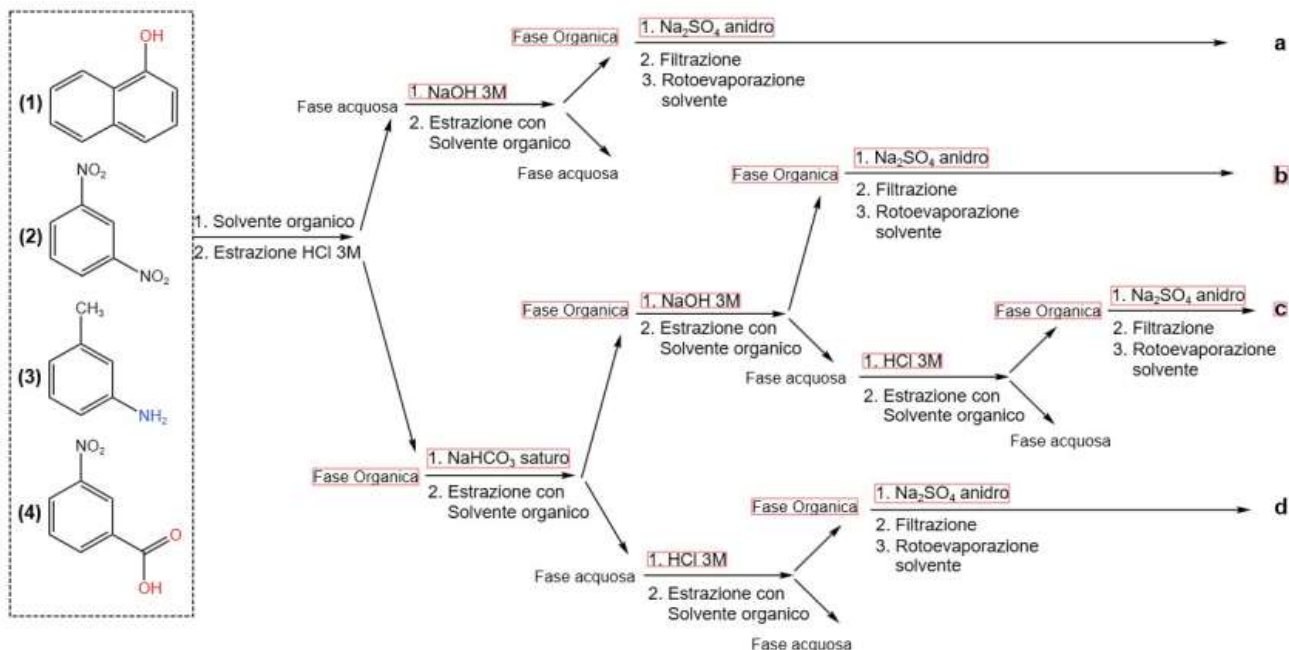 (1)
OH
(2)
NO₂
NO₂
(3)
CH₃
NH₂
(4)
NO₂
O
OH
1. Solvente organico
2. Estrazione HCl 3M
Fase acquosa
1. NaOH 3M
2. Estrazione con
Solvente organico
Fase Organica
1. Na₂SO₄ anidro
2. Filtrazione
3. Rotoevaporazione
solvente
a
Fase acquosa
Fase Organica
1. NaHCO₃ saturo
2. Estrazione con
Solvente organico
Fase Organica
1. NaOH 3M
2. Estrazione con
Solvente organico
Fase Organica
1. Na₂SO₄ anidro
2. Filtrazione
3. Rotoevaporazione
solvente
b
Fase acquosa
1. HCl 3M
2. Estrazione con
Solvente organico
Fase Organica
1. Na₂SO₄ anidro
2. Filtrazione
3. Rotoevaporazione
solvente
c
Fase acquosa
Fase acquosa
1. HCl 3M
2. Estrazione con
Solvente organico
Fase Organica
1. Na₂SO₄ anidro
2. Filtrazione
3. Rotoevaporazione
solvente
d
Fase acquosa